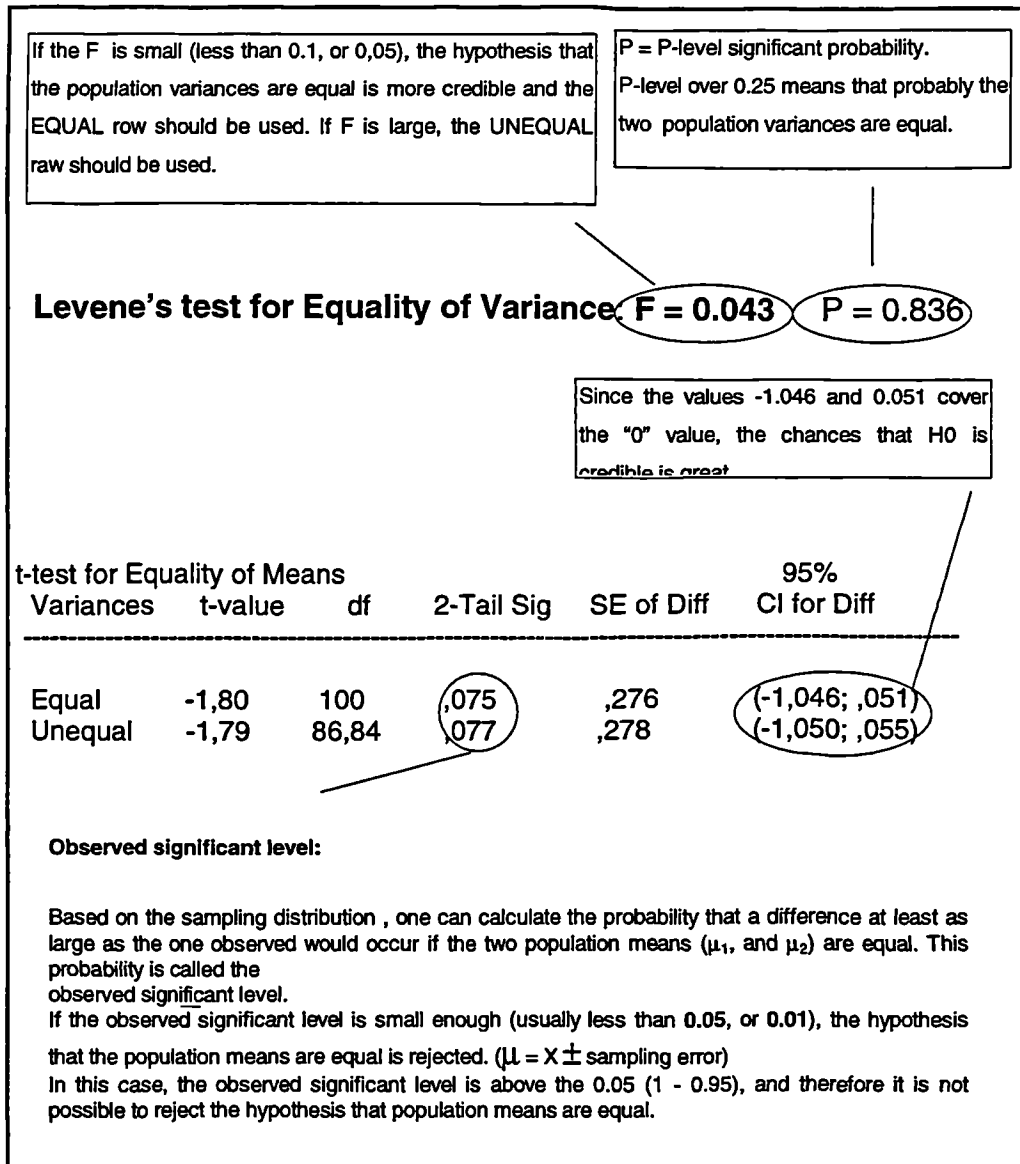 If the F is small (less than 0.1, or 0,05), the hypothesis that
the population variances are equal is more credible and the
EQUAL row should be used. If F is large, the UNEQUAL
raw should be used.
P = P-level significant probability.
P-level over 0.25 means that probably the
two population variances are equal.
Levene's test for Equality of Variance: F = 0.043 P = 0.836
Since the values -1.046 and 0.051 cover
the "0" value, the chances that H0 is
credible is great
t-test for Equality of Means 95%
Variances t-value df 2-Tail Sig SE of Diff CI for Diff
Equal -1,80 100 ,075 ,276 (-1,046; ,051)
Unequal -1,79 86,84 ,077 ,278 (-1,050; ,055)
Observed significant level:
Based on the sampling distribution , one can calculate the probability that a difference at least as
large as the one observed would occur if the two population means (μ₁, and μ₂) are equal. This
probability is called the
observed significant level.
If the observed significant level is small enough (usually less than 0.05, or 0.01), the hypothesis
that the population means are equal is rejected. (μ = X ± sampling error)
In this case, the observed significant level is above the 0.05 (1 - 0.95), and therefore it is not
possible to reject the hypothesis that population means are equal.